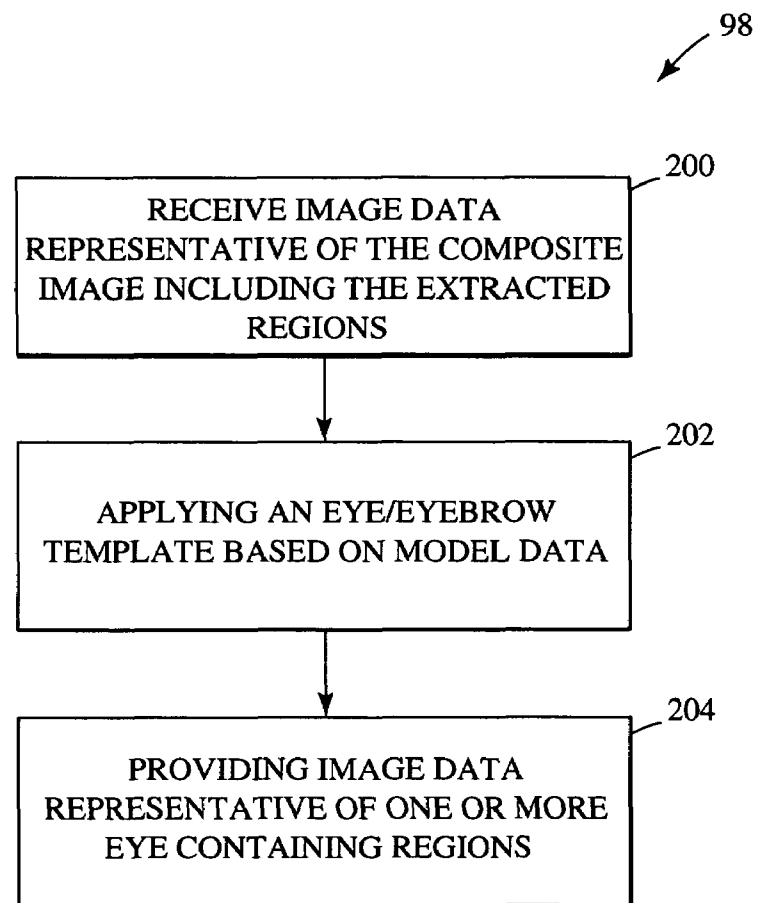 98
200
RECEIVE IMAGE DATA
REPRESENTATIVE OF THE COMPOSITE
IMAGE INCLUDING THE EXTRACTED
REGIONS
202
APPLYING AN EYE/EYEBROW
TEMPLATE BASED ON MODEL DATA
204
PROVIDING IMAGE DATA
REPRESENTATIVE OF ONE OR MORE
EYE CONTAINING REGIONS